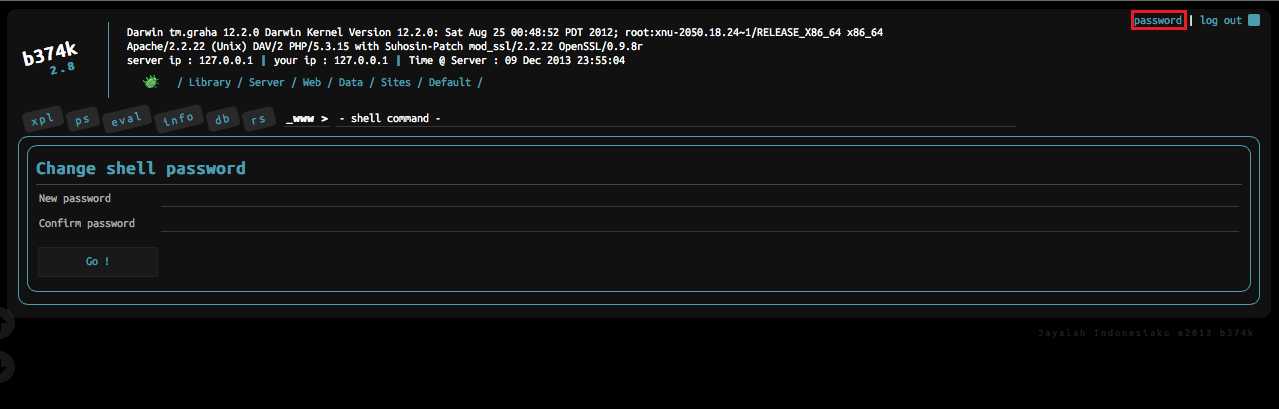 password | log out
b374k
2.8
Darwin tm.graha 12.2.0 Darwin Kernel Version 12.2.0: Sat Aug 25 00:48:52 PDT 2012; root:xnu-2050.18.24~1/RELEASE_X86_64 x86_64
Apache/2.2.22 (Unix) DAV/2 PHP/5.3.15 with Suhosin-Patch mod_ssl/2.2.22 OpenSSL/0.9.8r
server ip : 127.0.0.1 | your ip : 127.0.0.1 | Time @ Server : 09 Dec 2013 23:55:04
/ Library / Server / Web / Data / Sites / Default /
xpl ps eval info db rs _www > - shell command -
Change shell password
New password
Confirm password
Go !
Jayalah Indonesiaku ©2013 b374k